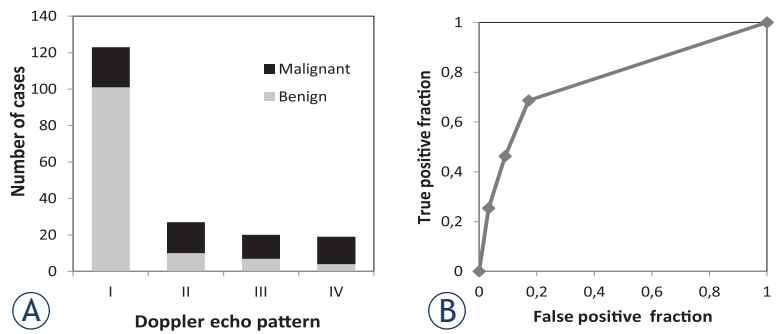 140
120
100
80
60
40
20
0
Number of cases
Malignant
Benign
I II III IV
Doppler echo pattern
A
1
0,8
0,6
0,4
0,2
0
True positive fraction
0 0,2 0,4 0,6 0,8 1
False positive fraction
B